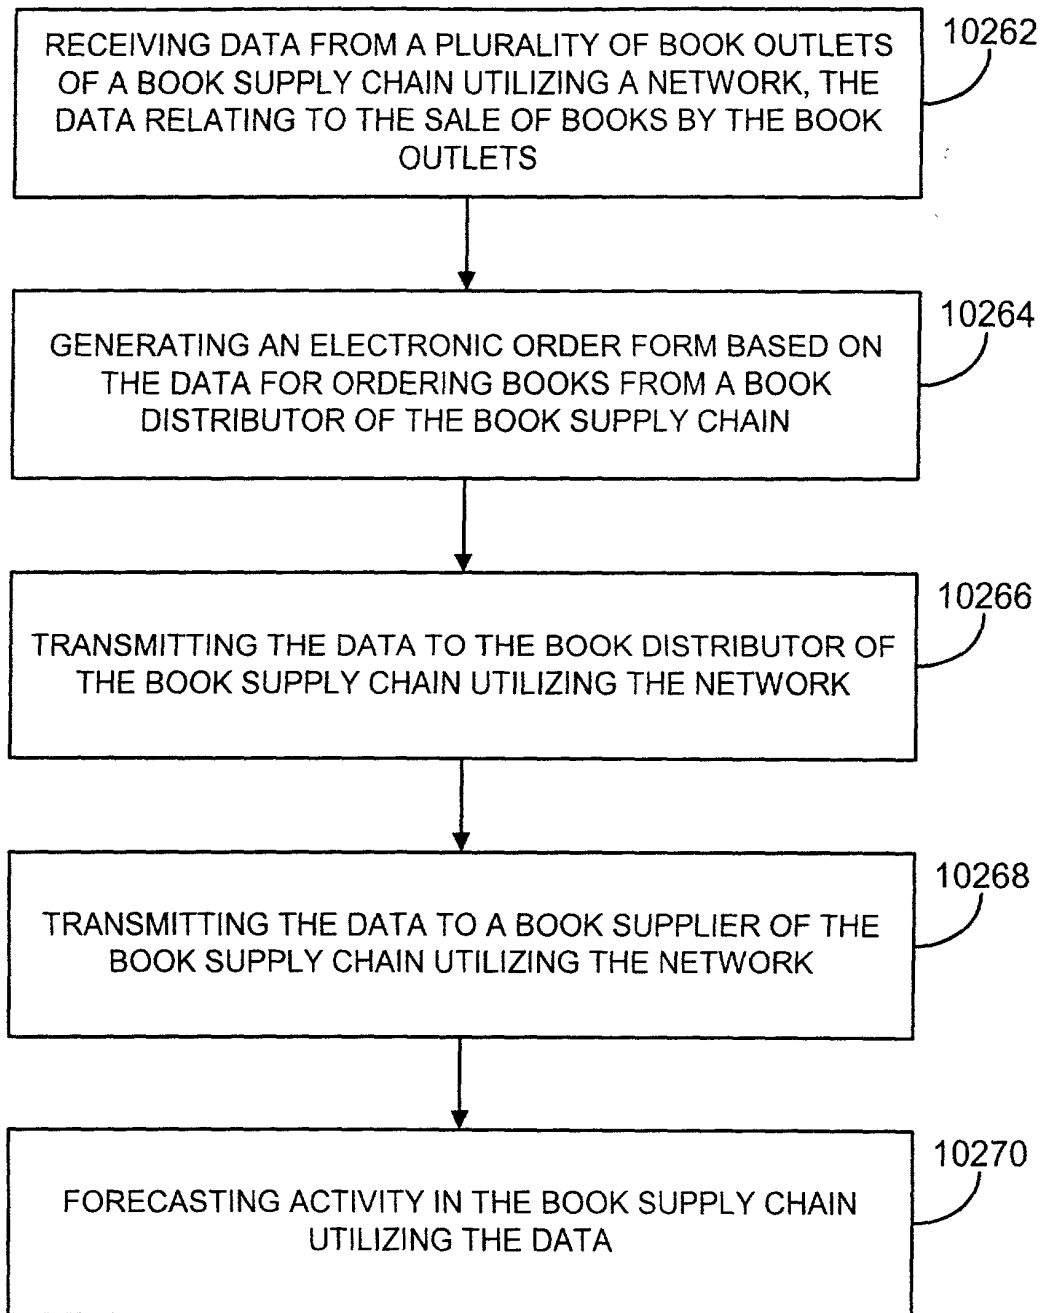 RECEIVING DATA FROM A PLURALITY OF BOOK OUTLETS
OF A BOOK SUPPLY CHAIN UTILIZING A NETWORK, THE
DATA RELATING TO THE SALE OF BOOKS BY THE BOOK
OUTLETS
10262
GENERATING AN ELECTRONIC ORDER FORM BASED ON
THE DATA FOR ORDERING BOOKS FROM A BOOK
DISTRIBUTOR OF THE BOOK SUPPLY CHAIN
10264
TRANSMITTING THE DATA TO THE BOOK DISTRIBUTOR OF
THE BOOK SUPPLY CHAIN UTILIZING THE NETWORK
10266
TRANSMITTING THE DATA TO A BOOK SUPPLIER OF THE
BOOK SUPPLY CHAIN UTILIZING THE NETWORK
10268
FORECASTING ACTIVITY IN THE BOOK SUPPLY CHAIN
UTILIZING THE DATA
10270